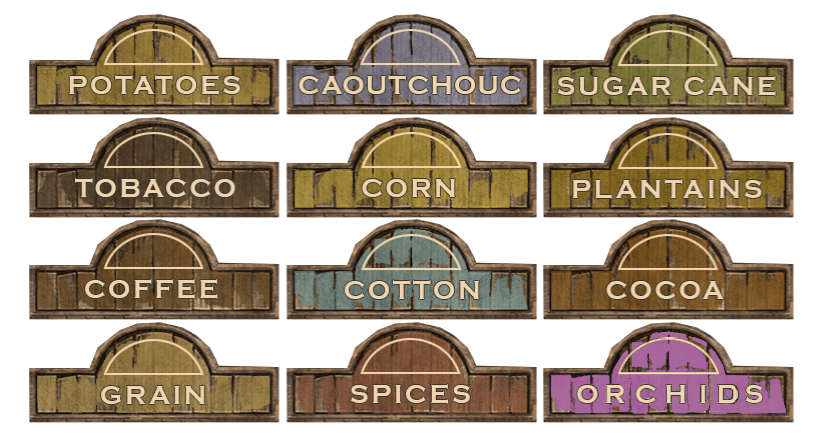 POTATOES
CAOUTCHOUC
SUGAR CANE
TOBACCO
CORN
PLANTAINS
COFFEE
COTTON
COCOA
GRAIN
SPICES
ORCHIDS